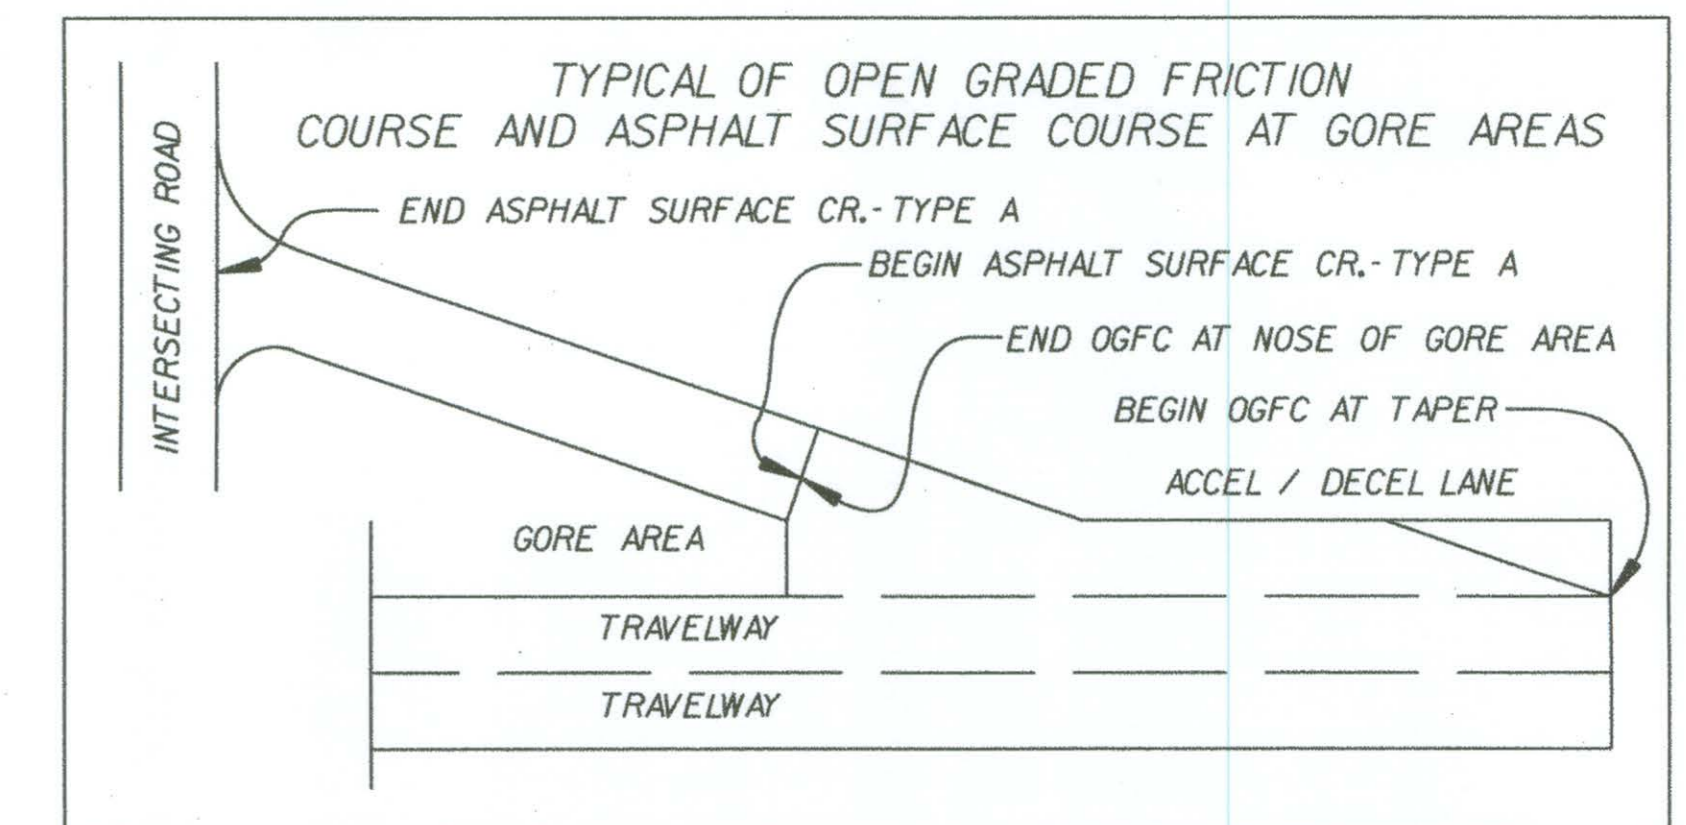 TYPICAL OF OPEN GRADED FRICTION
COURSE AND ASPHALT SURFACE COURSE AT GORE AREAS
INTERSECTING ROAD
END ASPHALT SURFACE CR.-TYPE A
BEGIN ASPHALT SURFACE CR.-TYPE A
END OGFC AT NOSE OF GORE AREA
BEGIN OGFC AT TAPER
ACCEL / DECEL LANE
GORE AREA
TRAVELWAY
TRAVELWAY